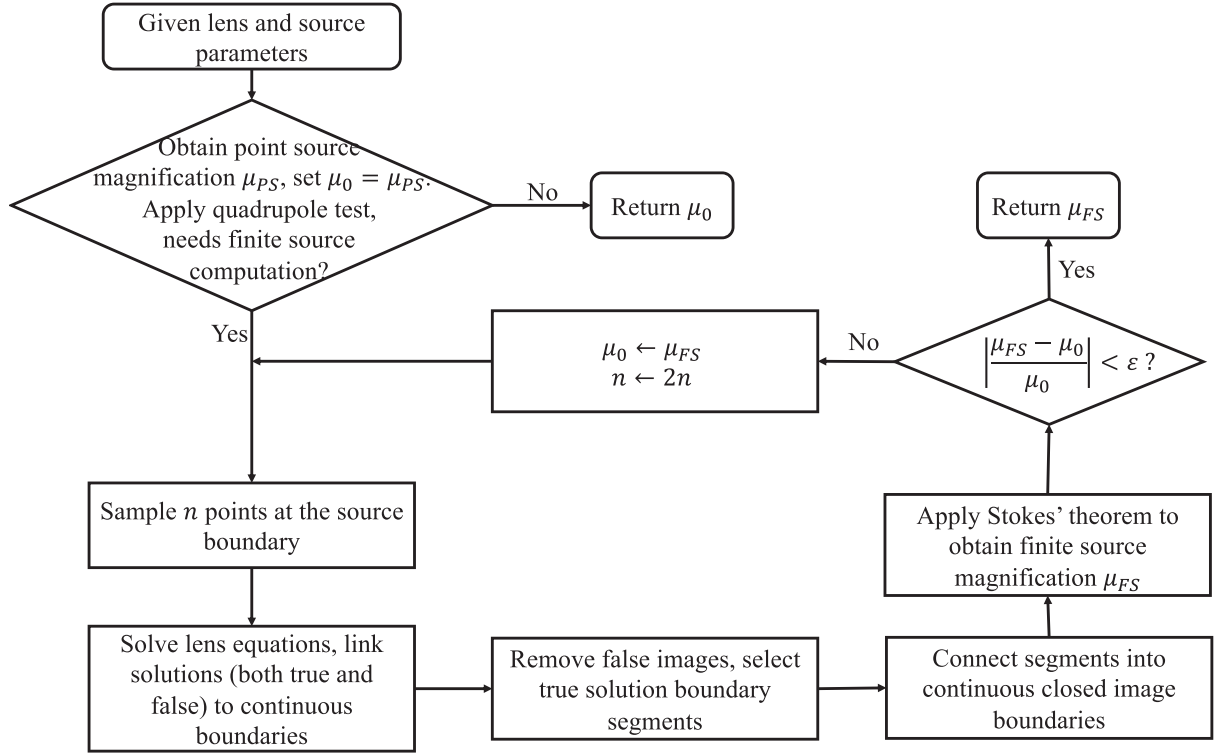 Given lens and source
parameters
Obtain point source
magnification μ_PS, set μ_0 = μ_PS.
Apply quadrupole test,
needs finite source
computation?
No
Return μ_0
Return μ_FS
Yes
Yes
μ_0 ← μ_FS
n ← 2n
No
|(μ_FS − μ_0)/μ_0| < ε ?
Sample n points at the source
boundary
Apply Stokes’ theorem to
obtain finite source
magnification μ_FS
Solve lens equations, link
solutions (both true and
false) to continuous
boundaries
Remove false images, select
true solution boundary
segments
Connect segments into
continuous closed image
boundaries